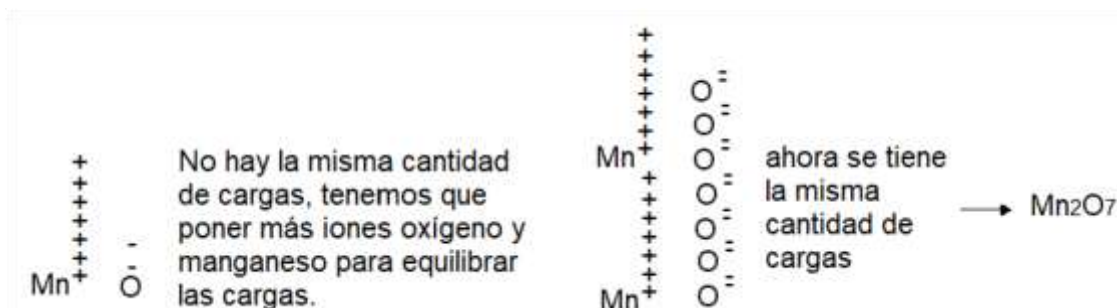 +
+
+
+
+
+
Mn+
-
-
O
No hay la misma cantidad
de cargas, tenemos que
poner más iones oxígeno y
manganeso para equilibrar
las cargas.
+
+
+
+
+
+
Mn+
+
+
+
+
+
+
Mn+
O=
O=
O=
O=
O=
O=
O=
ahora se tiene
la misma
cantidad de
cargas
→ Mn2O7